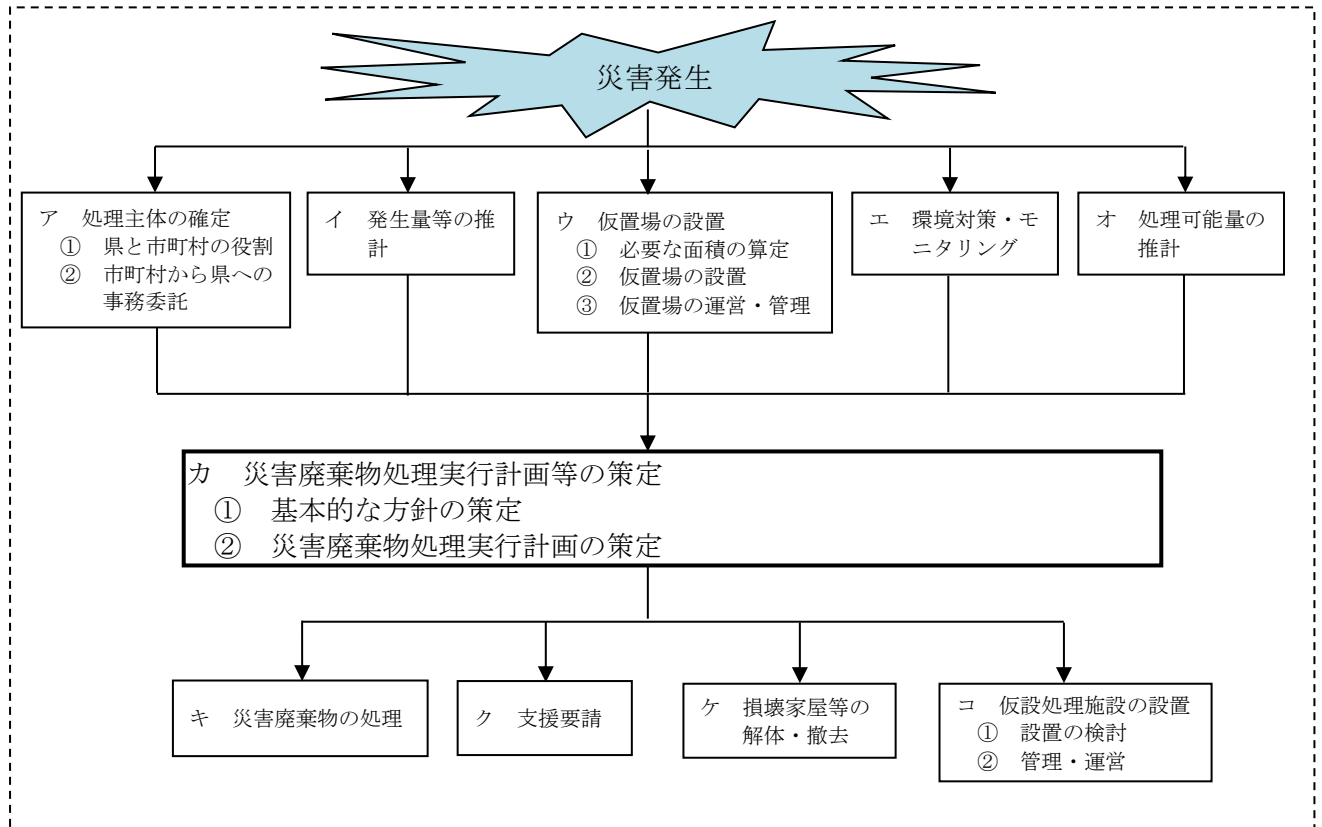 災害発生
ア　処理主体の確定
①　県と市町村の役割
②　市町村から県への
事務委託
イ　発生量等の推
計
ウ　仮置場の設置
①　必要な面積の算定
②　仮置場の設置
③　仮置場の運営・管理
エ　環境対策・モ
ニタリング
オ　処理可能量の
推計
カ　災害廃棄物処理実行計画等の策定
①　基本的な方針の策定
②　災害廃棄物処理実行計画の策定
キ　災害廃棄物の処理
ク　支援要請
ケ　損壊家屋等の
解体・撤去
コ　仮設処理施設の設置
①　設置の検討
②　管理・運営